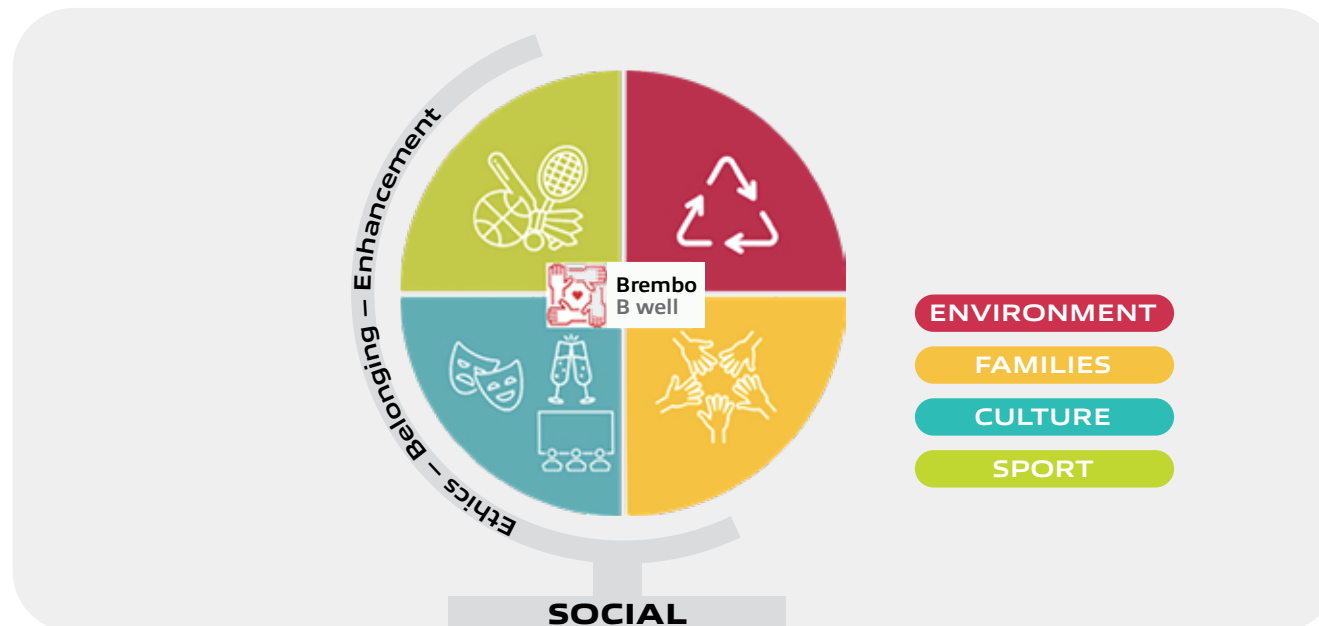 Ethics – Belonging – Enhancement
Brembo
B well
ENVIRONMENT
FAMILIES
CULTURE
SPORT
SOCIAL